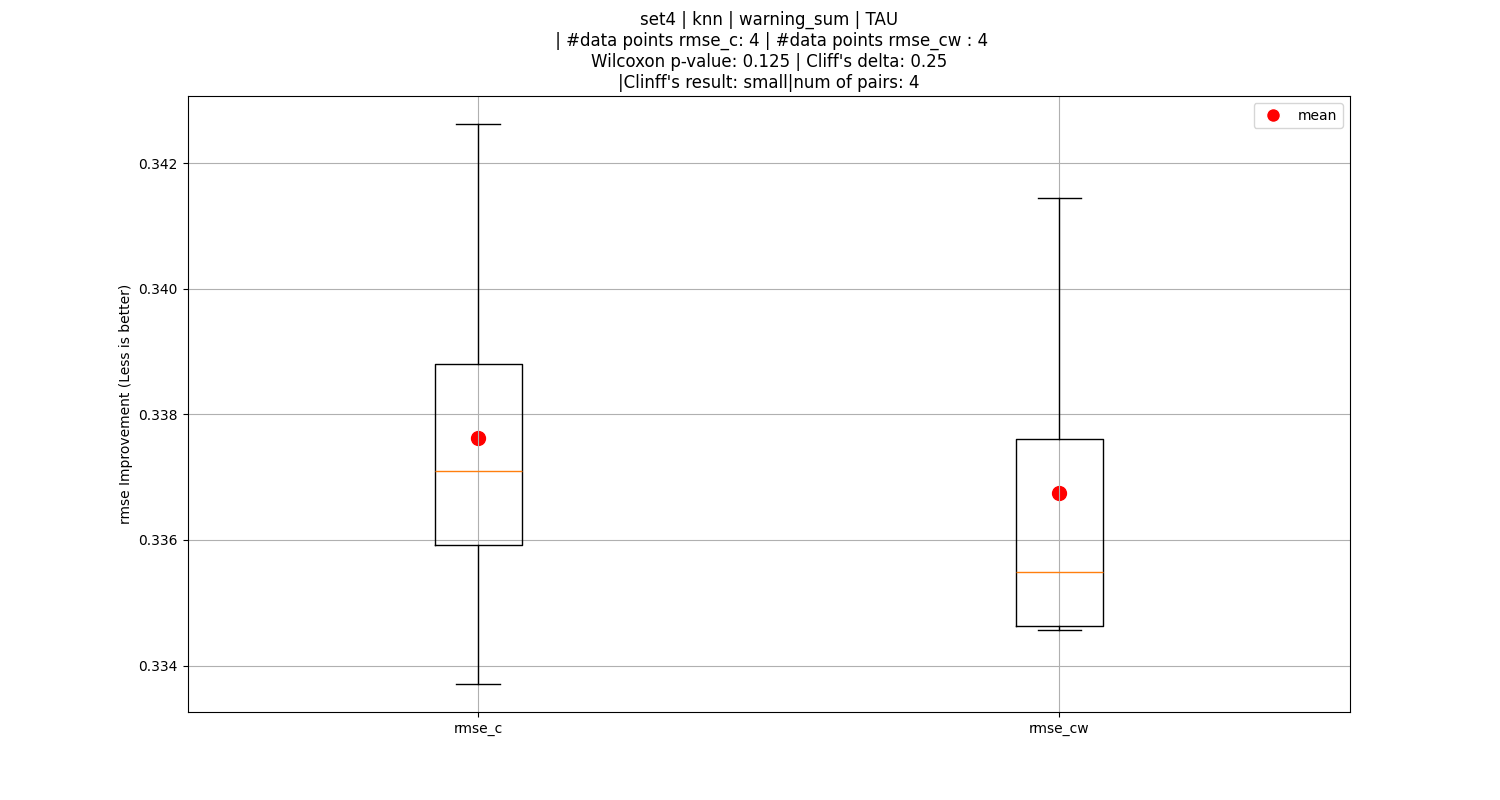 set4 | knn | warning_sum | TAU
| #data points rmse_c: 4 | #data points rmse_cw : 4
Wilcoxon p-value: 0.125 | Cliff's delta: 0.25
|Clinff's result: small|num of pairs: 4
mean
0.342
0.340
0.338
0.336
0.334
rmse Improvement (Less is better)
rmse_c
rmse_cw